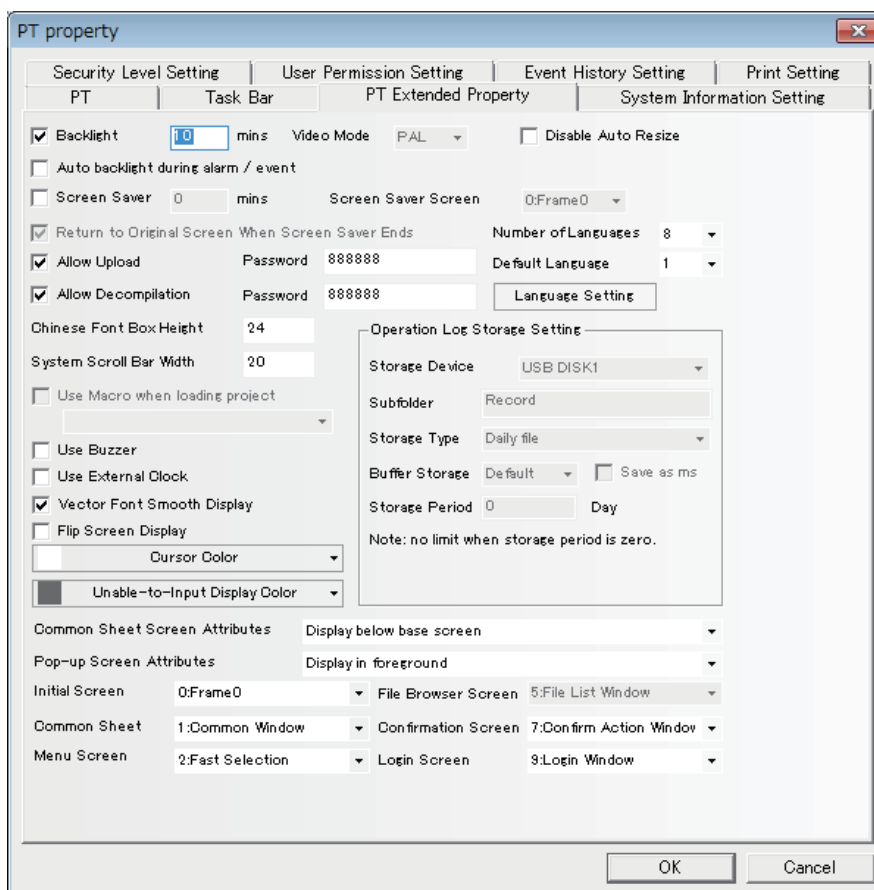 PT property
Security Level Setting User Permission Setting Event History Setting Print Setting
PT Task Bar PT Extended Property System Information Setting
Backlight 10 mins Video Mode PAL Disable Auto Resize
Auto backlight during alarm / event
Screen Saver 0 mins Screen Saver Screen 0:Frame0
Return to Original Screen When Screen Saver Ends Number of Languages 8
Allow Upload Password 888888 Default Language 1
Allow Decompilation Password 888888 Language Setting
Chinese Font Box Height 24 Operation Log Storage Setting
System Scroll Bar Width 20 Storage Device USB DISK1
Use Macro when loading project Subfolder Record
Storage Type Daily file
Use Buzzer
Use External Clock Buffer Storage Default Save as ms
Vector Font Smooth Display Storage Period 0 Day
Flip Screen Display Note: no limit when storage period is zero.
Cursor Color
Unable-to-Input Display Color
Common Sheet Screen Attributes Display below base screen
Pop-up Screen Attributes Display in foreground
Initial Screen 0:Frame0 File Browser Screen 5:File List Window
Common Sheet 1:Common Window Confirmation Screen 7:Confirm Action Window
Menu Screen 2:Fast Selection Login Screen 9:Login Window
OK Cancel